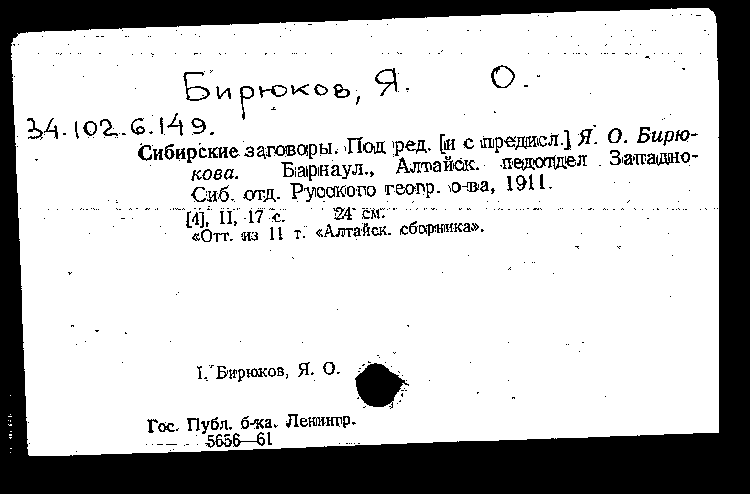 Бирюков, Я. О.
34.102.6.149.
Сибирские заговоры. Под ред. [и с предисл.] Я. О. Бирю-
кова. Барнаул., Алтайск. подотдел Западно-
Сиб. отд. Русского геогр. о-ва, 1911.
[4], II, 17 с. 24 см.
«Отт. из 11 т. «Алтайск. сборника».
I. Бирюков, Я. О.
Гос. Публ. б-ка. Ленингр.
5656—61